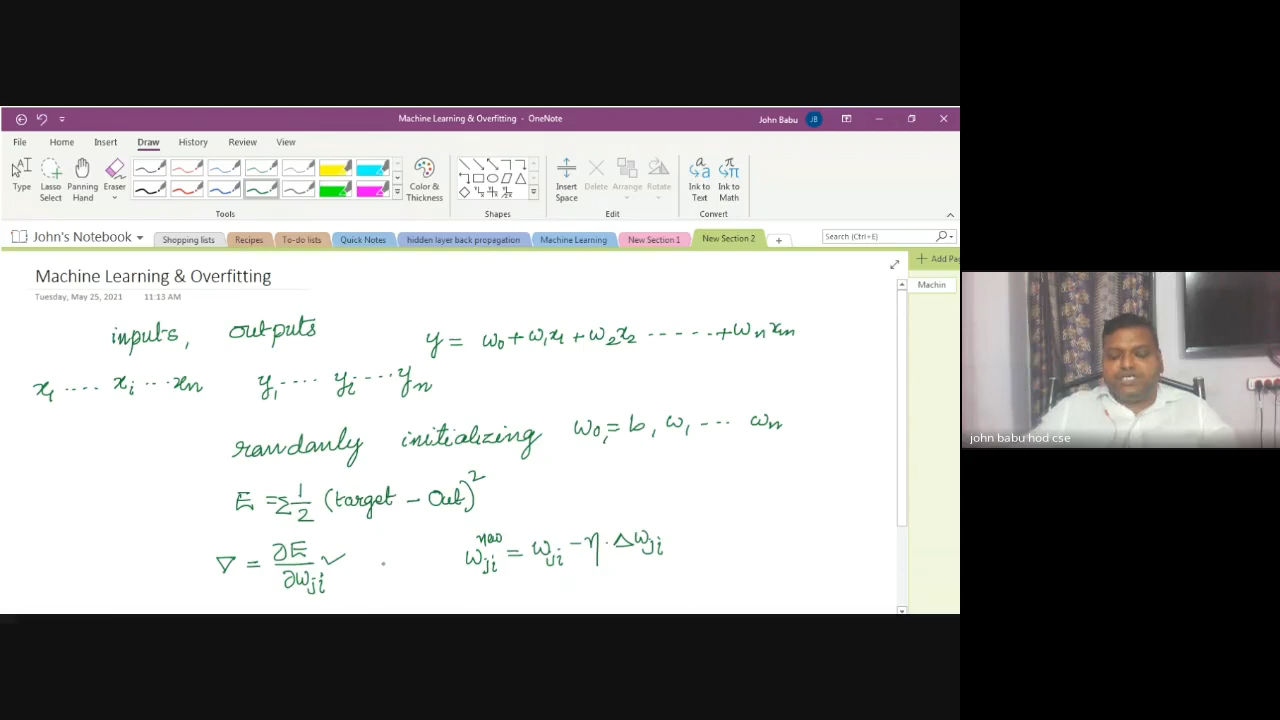 Machine Learning & Overfitting - OneNote
John Babu JB
File Home Insert Draw History Review View
Type Lasso Select Panning Hand Eraser Color & Thickness Insert Space Delete Arrange Rotate Ink to Text Ink to Math
Tools Shapes Edit Convert
John's Notebook Shopping lists Recipes To-do lists Quick Notes hidden layer back propagation Machine Learning New Section 1 New Section 2 + Search (Ctrl+E)
Machine Learning & Overfitting
+ Add Pag
Machin
Tuesday, May 25, 2021 11:13 AM
inputs, outputs y = w₀ + w₁x₁ + w₂x₂ ------ + wₙxₙ
x₁ .... xᵢ ... xₙ y₁ .... yᵢ .... yₙ
randanly initializing w₀ = b, w₁ --- wₙ
E = Σ 1/2 (target - Out)²
∇ = ∂E/∂wⱼᵢ ✓ wⱼᵢ new = wⱼᵢ - η · Δwⱼᵢ
john babu hod cse